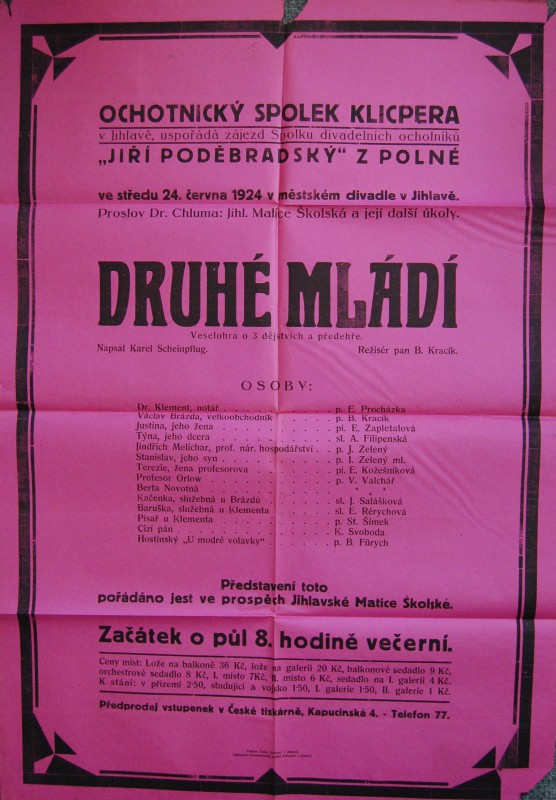 OCHOTNICKÝ SPOLEK KLICPERA
v Jihlavě, uspořádá zájezd Spolku divadelních ochotníků
„JIŘÍ PODĚBRADSKÝ“ Z POLNÉ
ve středu 24. června 1924 v městském divadle v Jihlavě.
Proslov Dr. Chluma: Jihl. Matice Školská a její další úkoly.
DRUHÉ MLÁDÍ
Veselohra o 3 dějstvích a předehře.
Napsal Karel Scheinpflug. Režisér pan B. Kracík.
OSOBY:
Dr. Klement, notář . . . . . . . . . . . p. E. Procházka
Václav Brázda, velkoobchodník . . . . . . p. B. Kracík
Justina, jeho žena . . . . . . . . . . . pí. E. Zapletalová
Týna, jeho dcera . . . . . . . . . . . sl. A. Filipenská
Jindřich Melichar, prof. nár. hospodářství . . p. J. Zelený
Stanislav, jeho syn . . . . . . . . . . . p. I. Zelený ml.
Terezie, žena profesorova . . . . . . . . pí. E. Kožešníková
Profesor Orlow . . . . . . . . . . . p. V. Valchář
Berta Novotná . . . . . . . . . . . „ „ „
Kačenka, služebná u Brázdů . . . . . . . sl. J. Salášková
Baruška, služebná u Klementa . . . . . . sl. E. Rérychová
Písař u Klementa . . . . . . . . . . . p. St. Šimek
Cizí pán . . . . . . . . . . . K. Svoboda
Hostinský „U modré volavky“ . . . . . . p. B. Fürych
Představení toto
pořádáno jest ve prospěch Jihlavské Matice Školské.
Začátek o půl 8. hodině večerní.
Ceny míst: Lože na balkoně 36 Kč, lože na galerii 20 Kč, balkonové sedadlo 9 Kč,
orchestrové sedadlo 8 Kč, I. místo 7Kč, II. místo 6 Kč, sedadlo na I. galerii 4 Kč.
K stání: v přízemí 2·50, studující a vojsko 1·50, I. galerie 1·50, II. galerie 1 Kč.
Předprodej vstupenek v České tiskárně, Kapucínská 4. - Telefon 77.